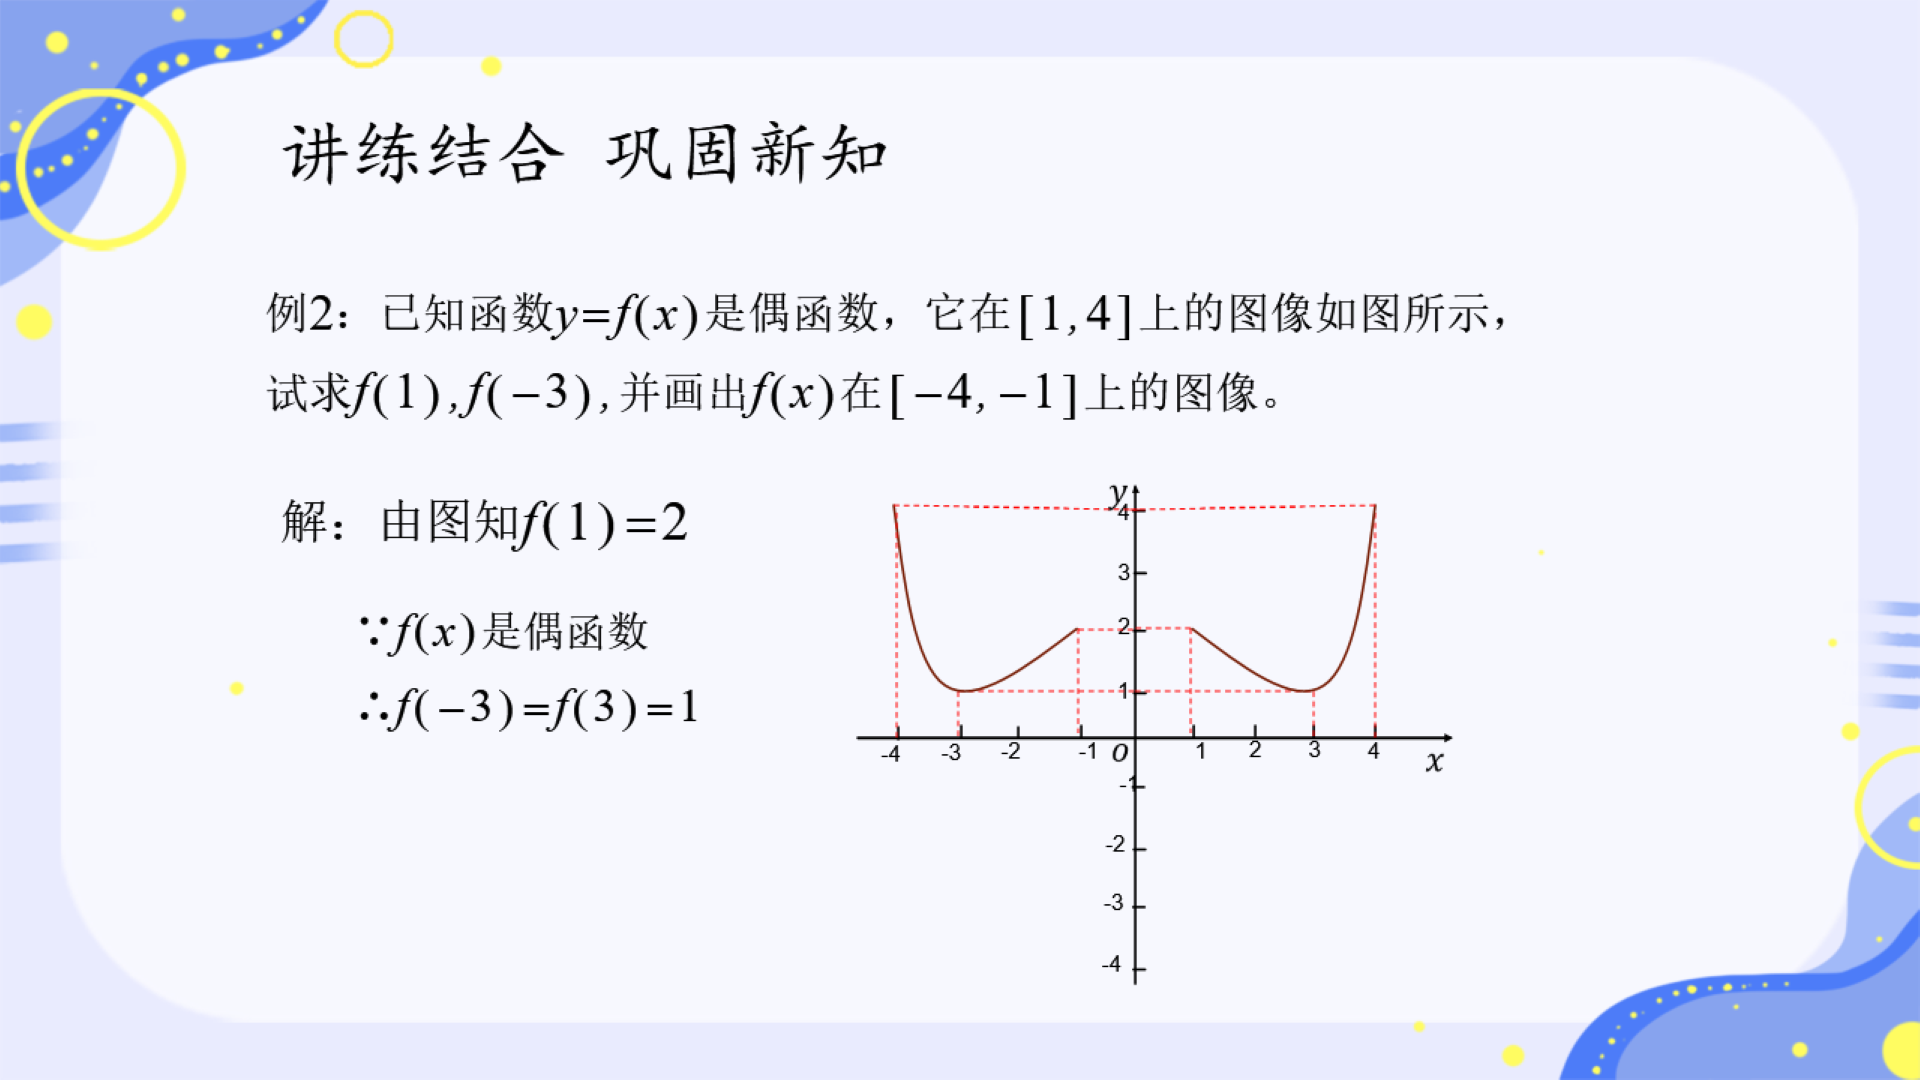 讲练结合 巩固新知
例2：已知函数y=f(x)是偶函数，它在[1,4]上的图像如图所示，
试求f(1),f(−3),并画出f(x)在[−4,−1]上的图像。
解：由图知f(1)=2
∵f(x)是偶函数
∴f(−3)=f(3)=1
y
4
3
2
1
-4 -3 -2 -1 O 1 2 3 4 x
-1
-2
-3
-4